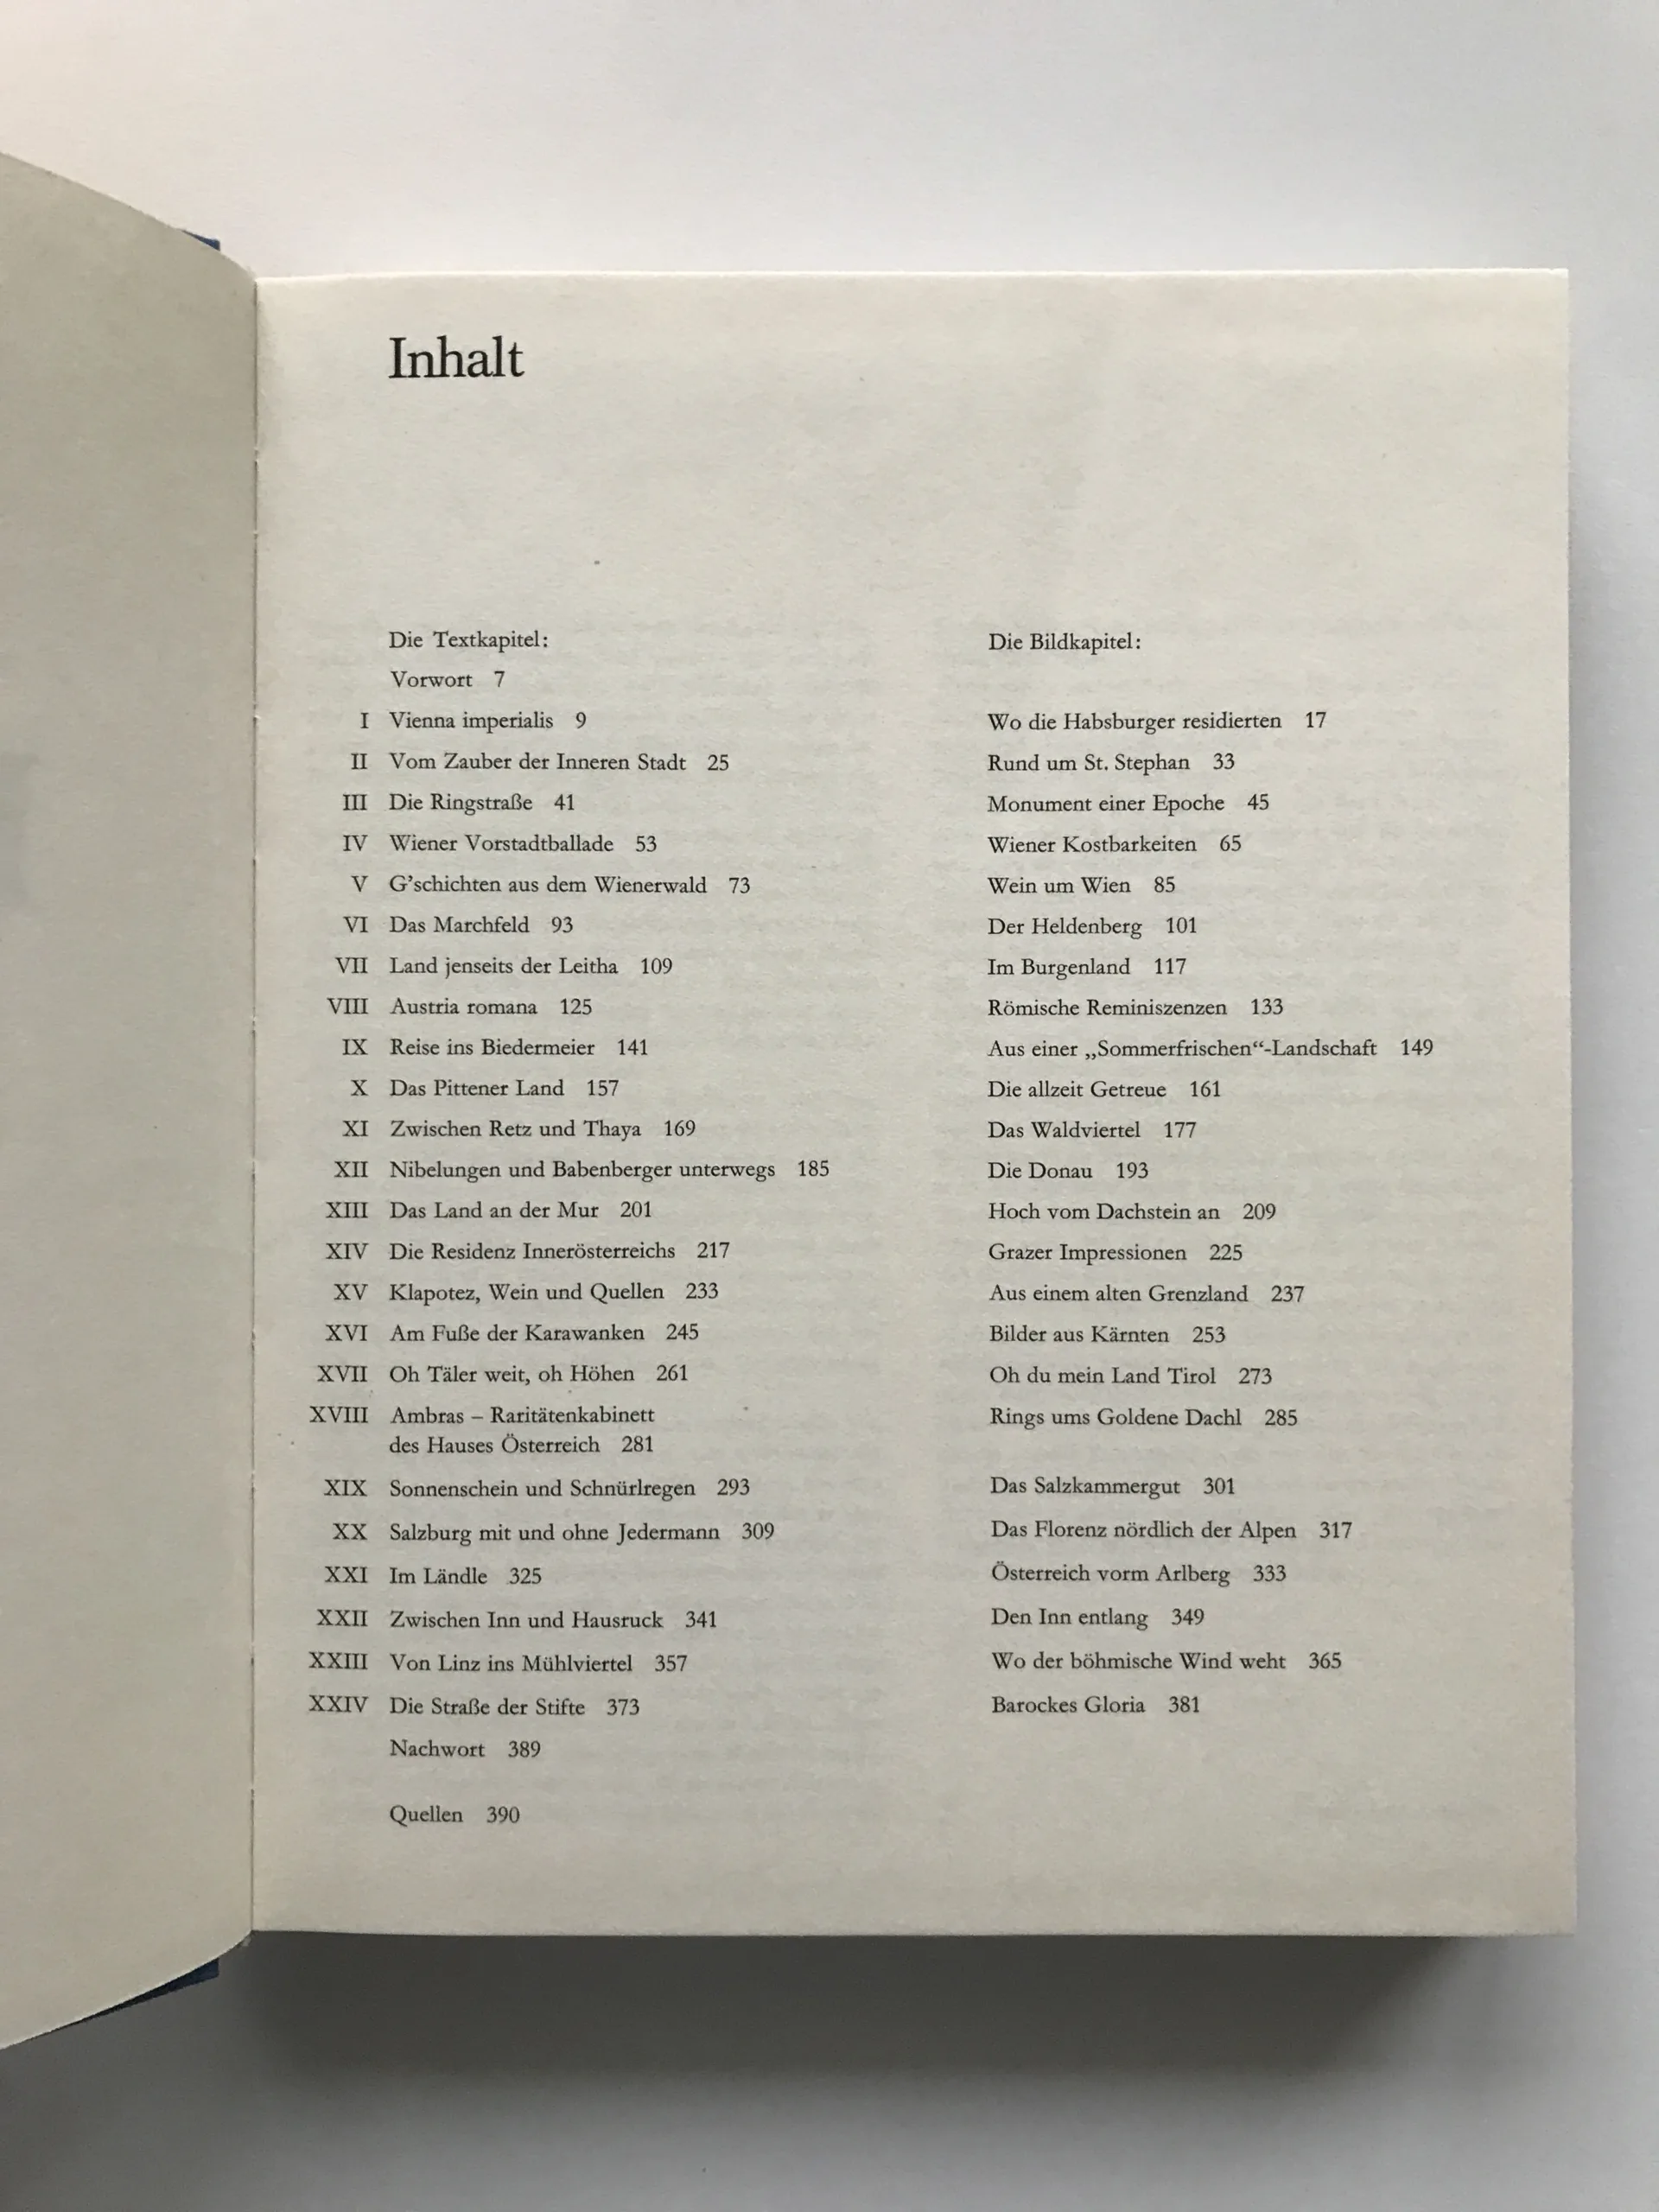 Inhalt
Die Textkapitel:
Vorwort 7
I Vienna imperialis 9
II Vom Zauber der Inneren Stadt 25
III Die Ringstraße 41
IV Wiener Vorstadtballade 53
V G’schichten aus dem Wienerwald 73
VI Das Marchfeld 93
VII Land jenseits der Leitha 109
VIII Austria romana 125
IX Reise ins Biedermeier 141
X Das Pittener Land 157
XI Zwischen Retz und Thaya 169
XII Nibelungen und Babenberger unterwegs 185
XIII Das Land an der Mur 201
XIV Die Residenz Innerösterreichs 217
XV Klapotez, Wein und Quellen 233
XVI Am Fuße der Karawanken 245
XVII Oh Täler weit, oh Höhen 261
XVIII Ambras – Raritätenkabinett
des Hauses Österreich 281
XIX Sonnenschein und Schnürlregen 293
XX Salzburg mit und ohne Jedermann 309
XXI Im Ländle 325
XXII Zwischen Inn und Hausruck 341
XXIII Von Linz ins Mühlviertel 357
XXIV Die Straße der Stifte 373
Nachwort 389
Quellen 390
Die Bildkapitel:
Wo die Habsburger residierten 17
Rund um St. Stephan 33
Monument einer Epoche 45
Wiener Kostbarkeiten 65
Wein um Wien 85
Der Heldenberg 101
Im Burgenland 117
Römische Reminiszenzen 133
Aus einer „Sommerfrischen“-Landschaft 149
Die allzeit Getreue 161
Das Waldviertel 177
Die Donau 193
Hoch vom Dachstein an 209
Grazer Impressionen 225
Aus einem alten Grenzland 237
Bilder aus Kärnten 253
Oh du mein Land Tirol 273
Rings ums Goldene Dachl 285
Das Salzkammergut 301
Das Florenz nördlich der Alpen 317
Österreich vorm Arlberg 333
Den Inn entlang 349
Wo der böhmische Wind weht 365
Barockes Gloria 381